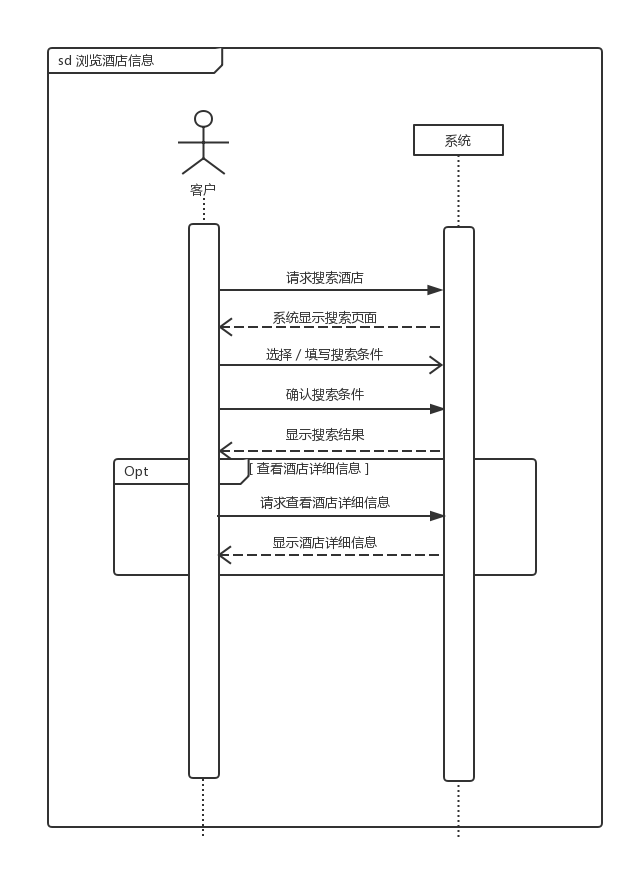 sd 浏览酒店信息
系统
客户
请求搜索酒店
系统显示搜索页面
选择 / 填写搜索条件
确认搜索条件
显示搜索结果
Opt
[ 查看酒店详细信息 ]
请求查看酒店详细信息
显示酒店详细信息